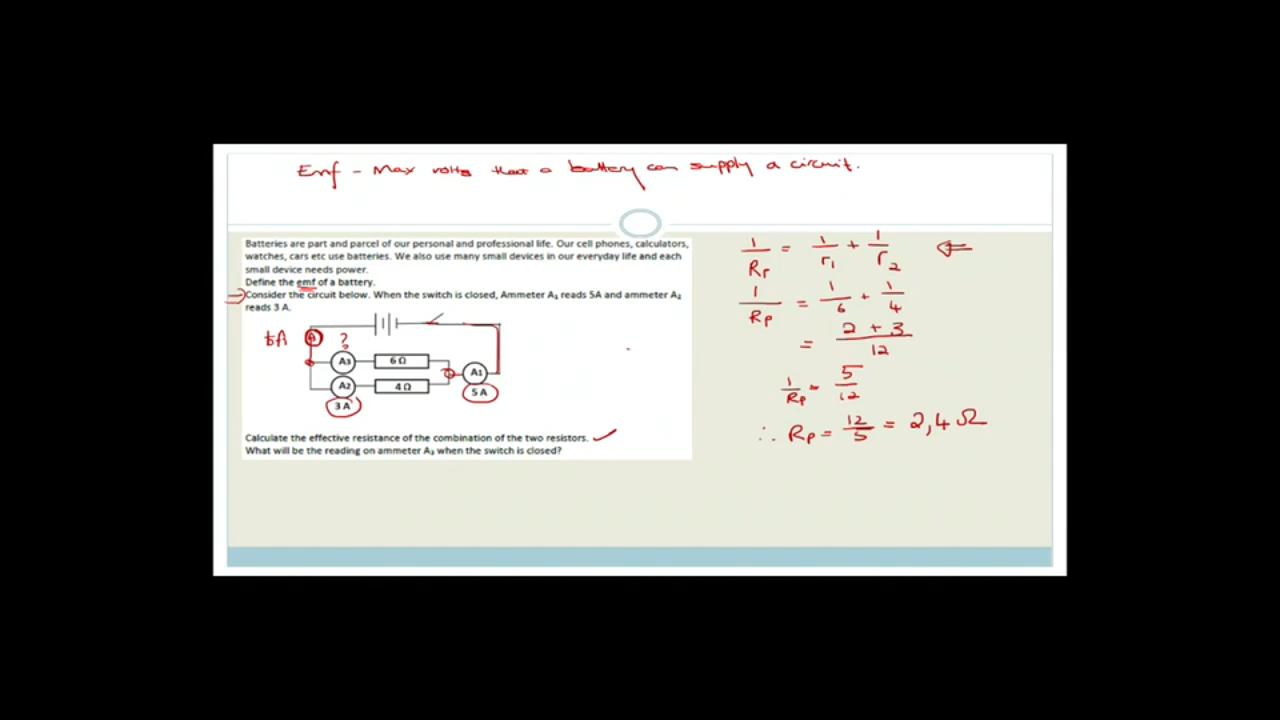 Emf - Max volts that a battery can supply a circuit.
Batteries are part and parcel of our personal and professional life. Our cell phones, calculators,
watches, cars etc use batteries. We also use many small devices in our everyday life and each
small device needs power.
Define the emf of a battery.
⇒ Consider the circuit below. When the switch is closed, Ammeter A₁ reads 5A and ammeter A₂
reads 3 A.
5A A ?
A₃ 6 Ω
A₁
A₂ 4 Ω
5 A
3 A
Calculate the effective resistance of the combination of the two resistors. ✓
What will be the reading on ammeter A₃ when the switch is closed?
1/Rp = 1/r₁ + 1/r₂ ⇐
1/Rp = 1/6 + 1/4
= 2 + 3 / 12
1/Rp = 5/12
∴ Rp = 12/5 = 2,4 Ω